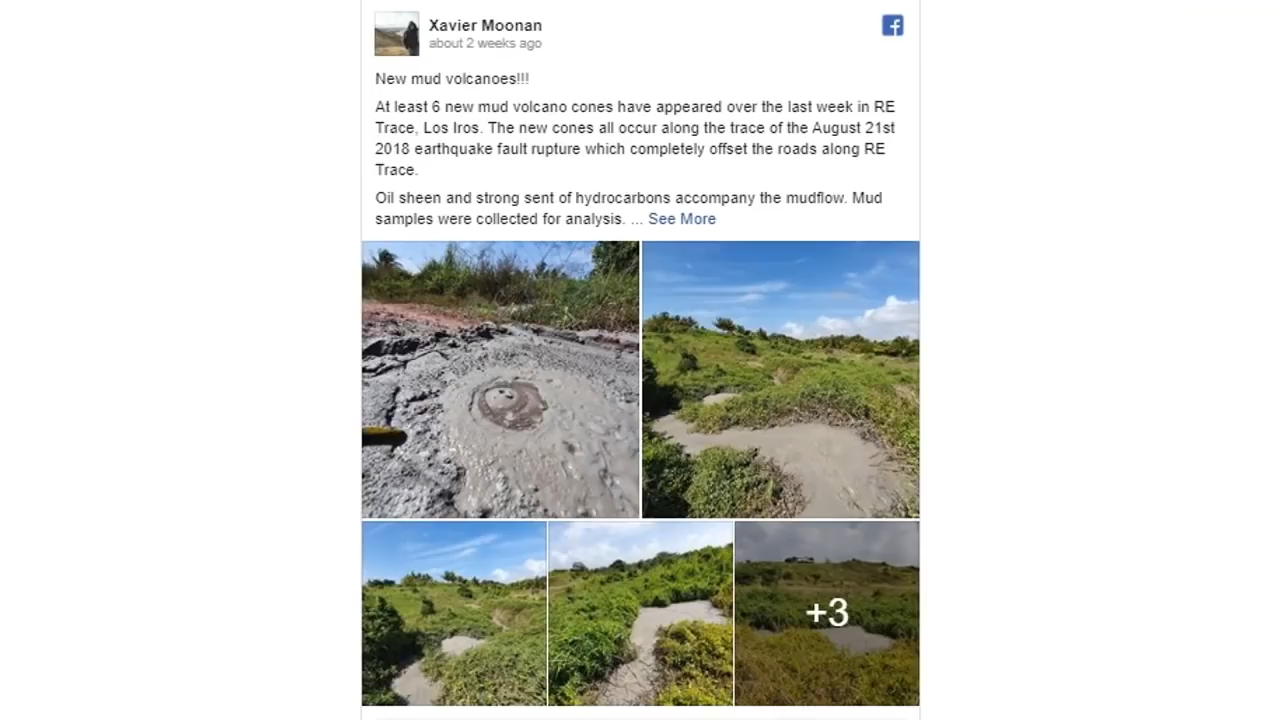 Xavier Moonan
about 2 weeks ago
New mud volcanoes!!!
At least 6 new mud volcano cones have appeared over the last week in RE
Trace, Los Iros. The new cones all occur along the trace of the August 21st
2018 earthquake fault rupture which completely offset the roads along RE
Trace.
Oil sheen and strong sent of hydrocarbons accompany the mudflow. Mud
samples were collected for analysis. ... See More
+3